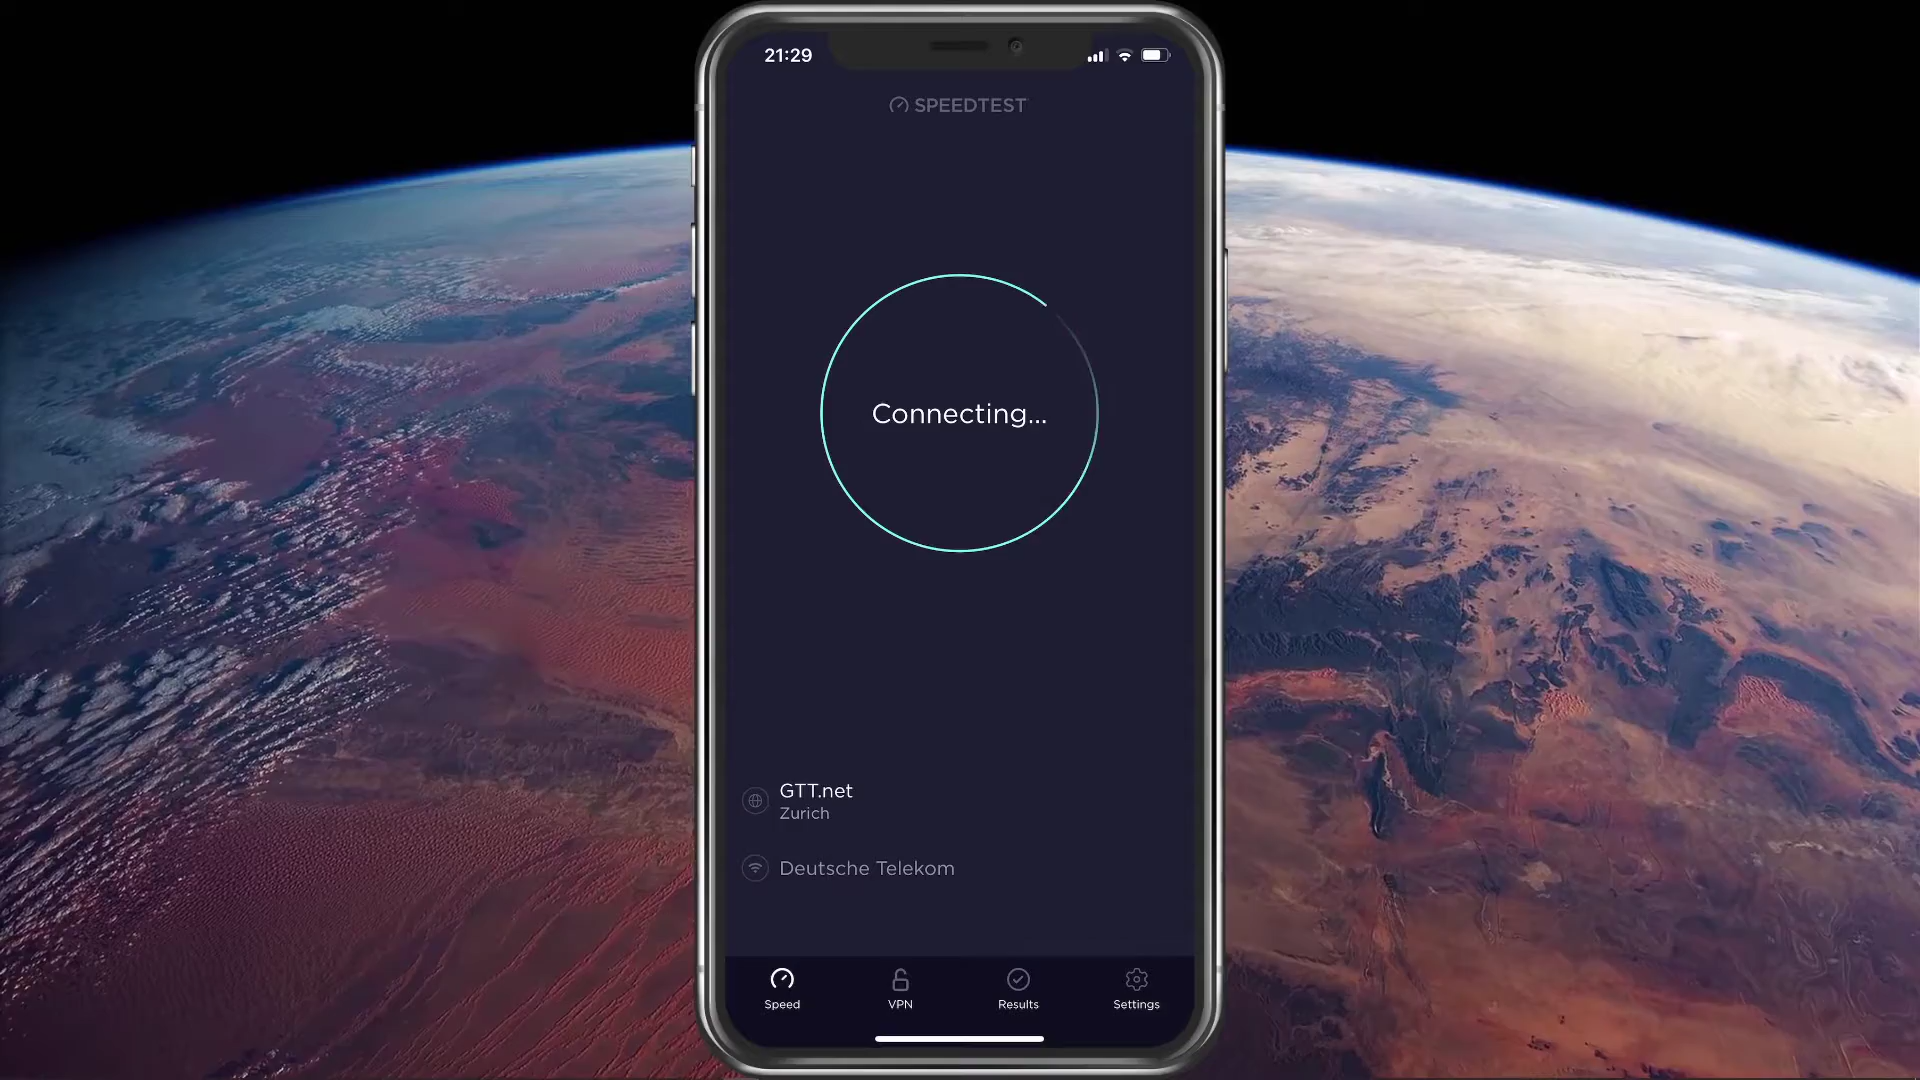 21:29
SPEEDTEST
Connecting...
GTT.net
Zurich
Deutsche Telekom
Speed
VPN
Results
Settings